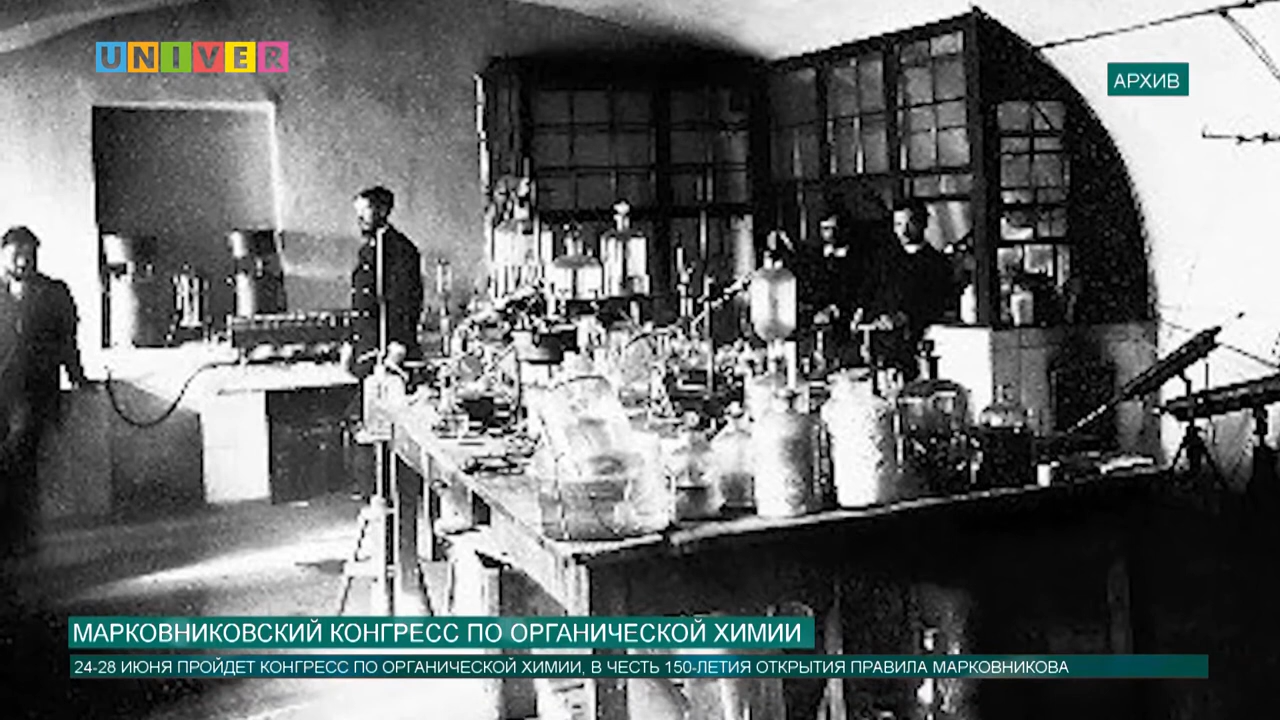 UNIVER
АРХИВ
МАРКОВНИКОВСКИЙ КОНГРЕСС ПО ОРГАНИЧЕСКОЙ ХИМИИ
24-28 ИЮНЯ ПРОЙДЕТ КОНГРЕСС ПО ОРГАНИЧЕСКОЙ ХИМИИ, В ЧЕСТЬ 150-ЛЕТИЯ ОТКРЫТИЯ ПРАВИЛА МАРКОВНИКОВА